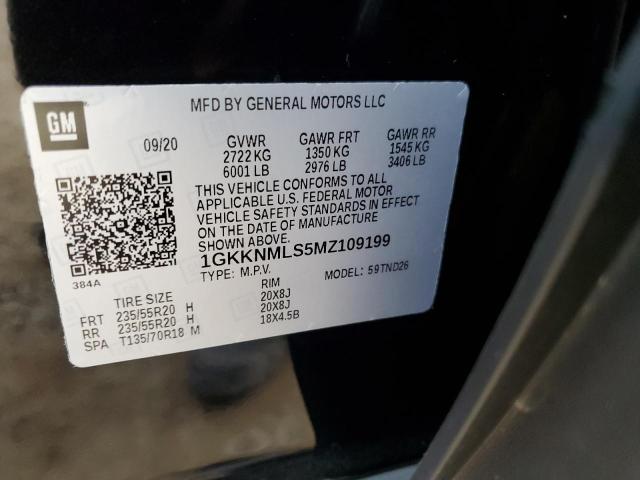 GM
MFD BY GENERAL MOTORS LLC
09/20 GVWR GAWR FRT GAWR RR
2722 KG 1350 KG 1545 KG
6001 LB 2976 LB 3406 LB
THIS VEHICLE CONFORMS TO ALL
APPLICABLE U.S. FEDERAL MOTOR
VEHICLE SAFETY STANDARDS IN EFFECT
ON THE DATE OF MANUFACTURE
SHOWN ABOVE.
384A
1GKKNMLS5MZ109199
TYPE: M.P.V. MODEL: 59TND26
TIRE SIZE RIM
FRT 235/55R20 H 20X8J
RR 235/55R20 H 20X8J
SPA T135/70R18 M 18X4.5B